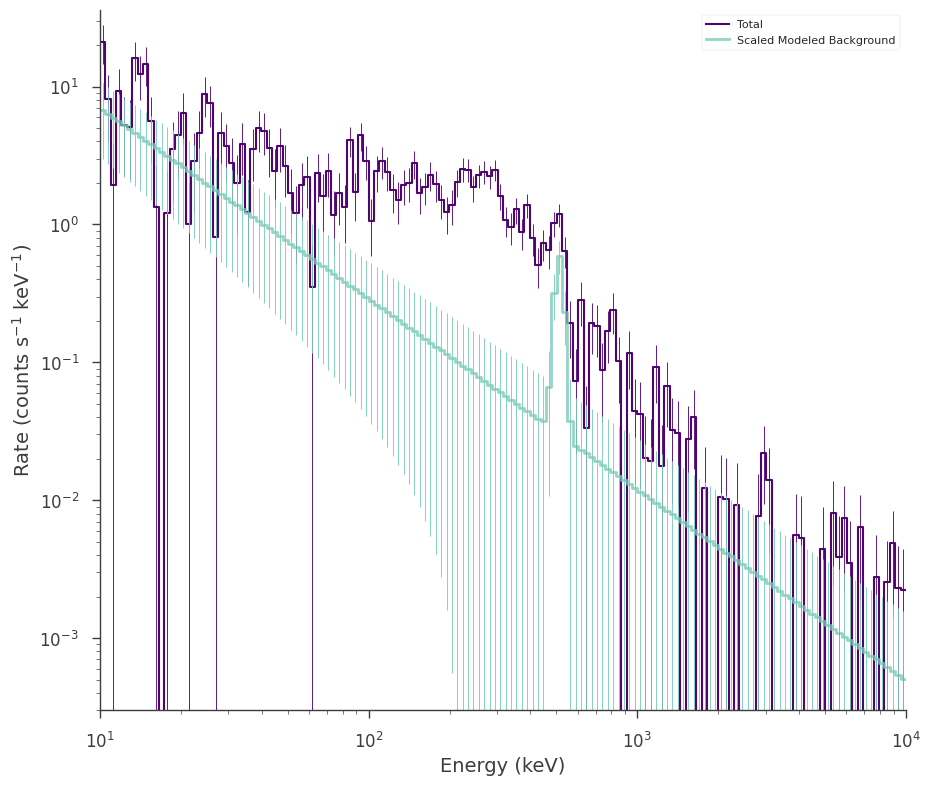 Total
Scaled Modeled Background
Rate (counts s⁻¹ keV⁻¹)
10¹
10⁰
10⁻¹
10⁻²
10⁻³
10¹ 10² 10³ 10⁴
Energy (keV)